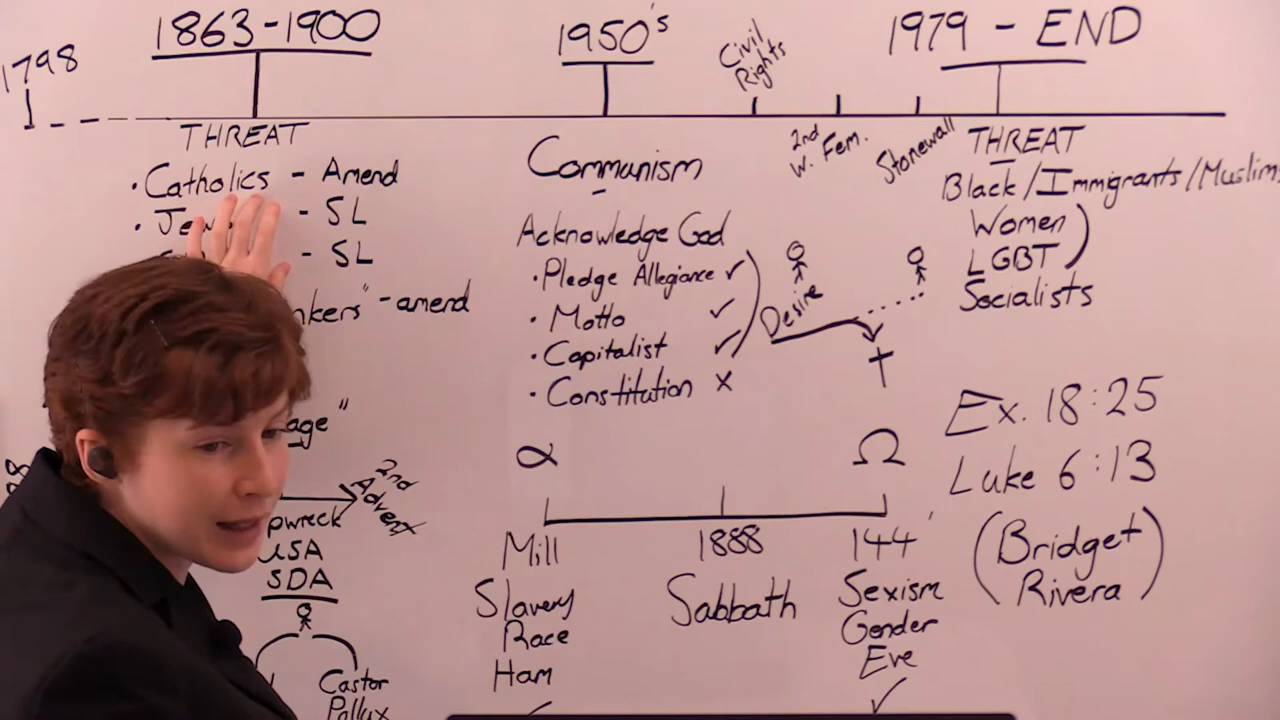 1798
1863-1900
THREAT
• Catholics - Amend
• Jew - SL
- SL
nkers" - amend
age"
2nd
Advent
pwreck
USA
SDA
Castor
Pollux
1950's
Communism
Acknowledge God
• Pledge Allegiance ✓
• Motto ✓
• Capitalist ✓
• Constitution x
Civil
Rights
2nd
W. Fem.
Stonewall
Desire
1979 - END
THREAT
Black/Immigrants/Muslims
Women
LGBT
Socialists
Ex. 18:25
Luke 6:13
(Bridget
Rivera)
α
Ω
Mill
Slavery
Race
Ham
1888
Sabbath
144'
Sexism
Gender
Eve
✓